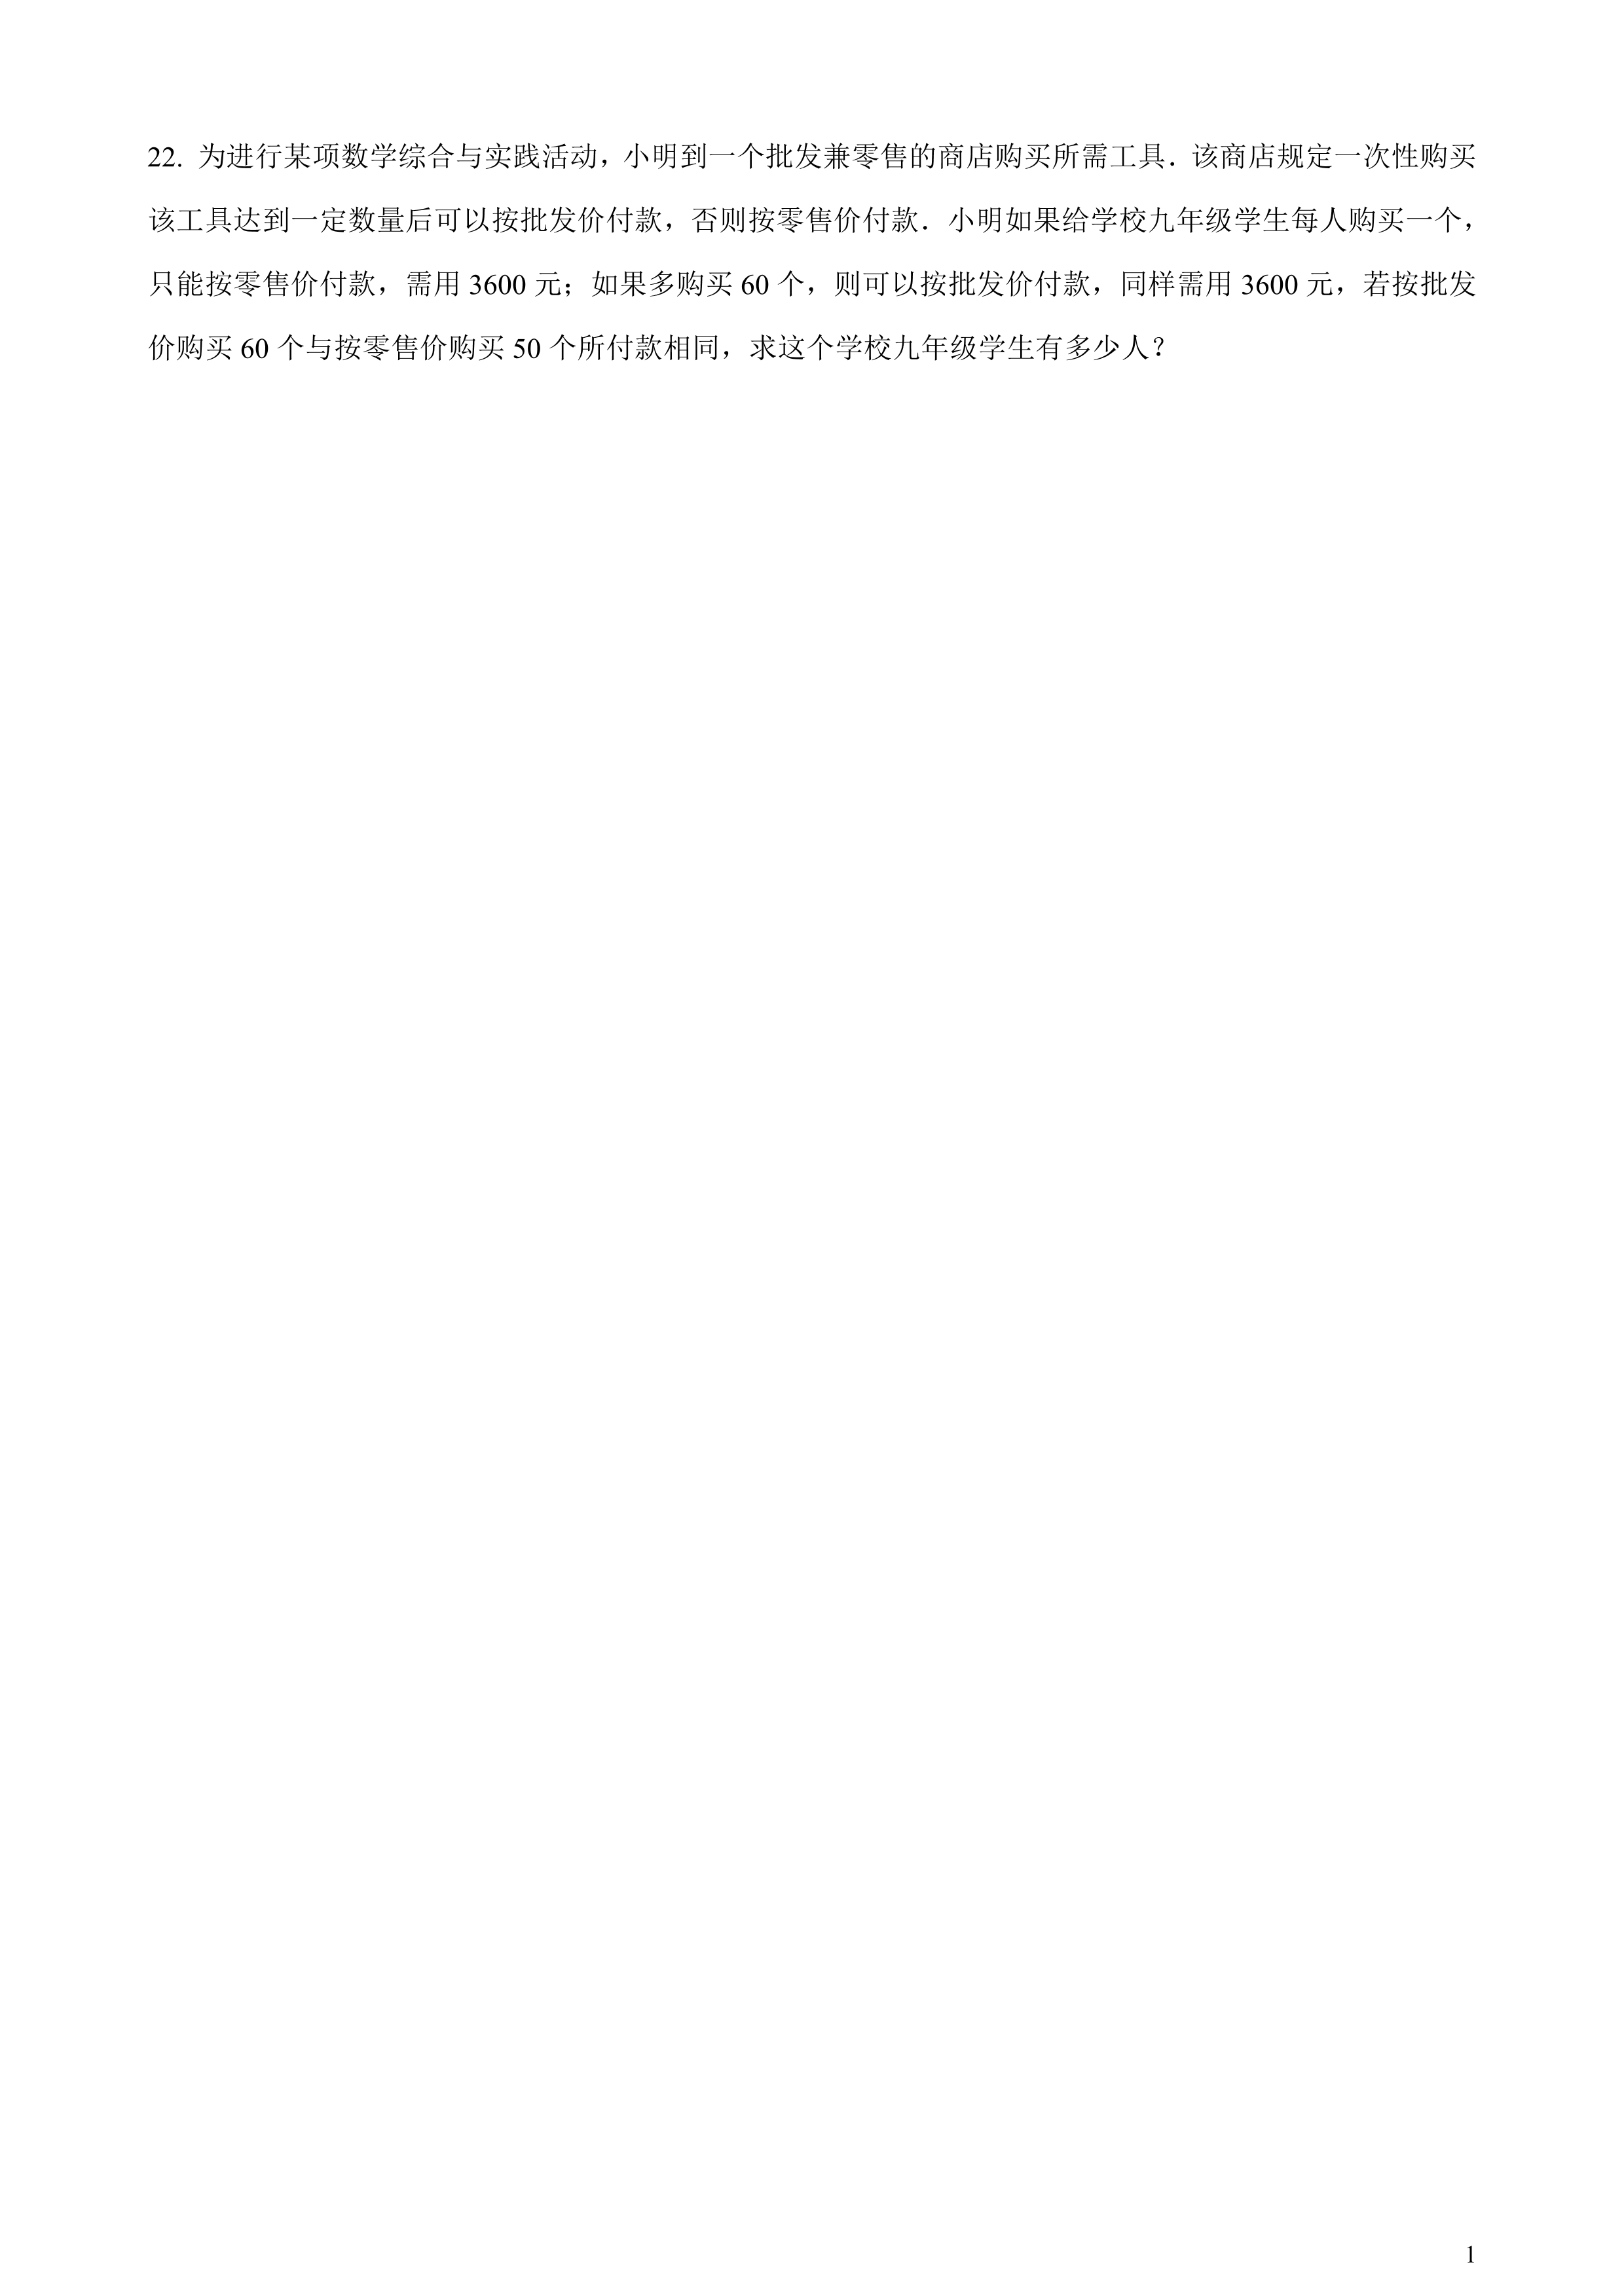 22. 为进行某项数学综合与实践活动，小明到一个批发兼零售的商店购买所需工具．该商店规定一次性购买
该工具达到一定数量后可以按批发价付款，否则按零售价付款．小明如果给学校九年级学生每人购买一个，
只能按零售价付款，需用 3600 元；如果多购买 60 个，则可以按批发价付款，同样需用 3600 元，若按批发
价购买 60 个与按零售价购买 50 个所付款相同，求这个学校九年级学生有多少人？
1